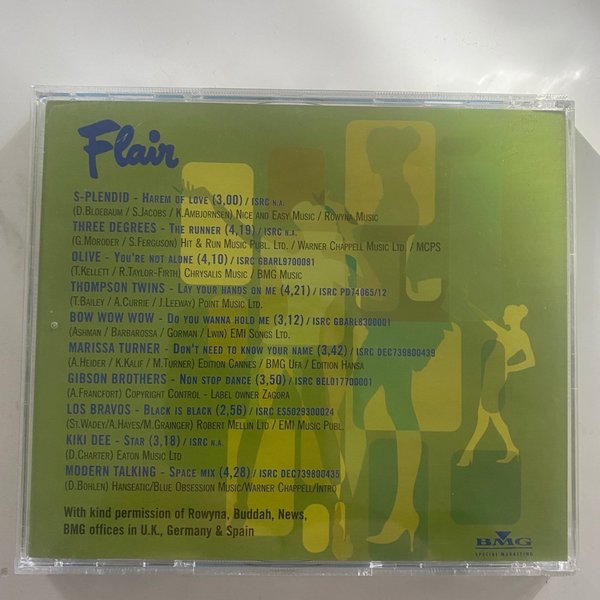 Flair
S-PLENDID - HAREM OF LOVE (3,00) / ISRC N.A.
(D.BLOEBAUM / S.JACOBS / K.AMBJORNSEN) NICE AND EASY MUSIC / ROWYNA MUSIC
THREE DEGREES - THE RUNNER (4,19) / ISRC N.A.
(G.MORODER / S.FERGUSON) HIT & RUN MUSIC PUBL. LTD. / WARNER CHAPPELL MUSIC LTD / MCPS
OLIVE - YOU'RE NOT ALONE (4,10) / ISRC GBARL9700081
(T.KELLETT / R.TAYLOR-FIRTH) CHRYSALIS MUSIC / BMG MUSIC
THOMPSON TWINS - LAY YOUR HANDS ON ME (4,21) / ISRC PD74065/12
(T.BAILEY / A.CURRIE / J.LEEWAY) POINT MUSIC LTD.
BOW WOW WOW - DO YOU WANNA HOLD ME (3,12) / ISRC GBARL8300001
(ASHMAN / BARBAROSSA / GORMAN / LWIN) EMI SONGS LTD.
MARISSA TURNER - DON'T NEED TO KNOW YOUR NAME (3,42) / ISRC DEC739800439
(A.HEIDER / K.KALIF / M.TURNER) EDITION CANNES / BMG UFA / EDITION HANSA
GIBSON BROTHERS - NON STOP DANCE (3,50) / ISRC BEL017700001
(A.FRANCFORT) COPYRIGHT CONTROL - LABEL OWNER ZAGORA
LOS BRAVOS - BLACK IS BLACK (2,56) / ISRC ES5029300024
(ST.WADEY/A.HAYES/M.GRAINGER) ROBERT MELLIN LTD / EMI MUSIC PUBL.
KIKI DEE - STAR (3,18) / ISRC N.A.
(D.CHARTER) EATON MUSIC LTD
MODERN TALKING - SPACE MIX (4,28) / ISRC DEC739800435
(D.BOHLEN) HANSEATIC/BLUE OBSESSION MUSIC/WARNER CHAPPELL/INTRO
With kind permission of Rowyna, Buddah, News,
BMG offices in U.K., Germany & Spain
BMG
SPECIAL MARKETING